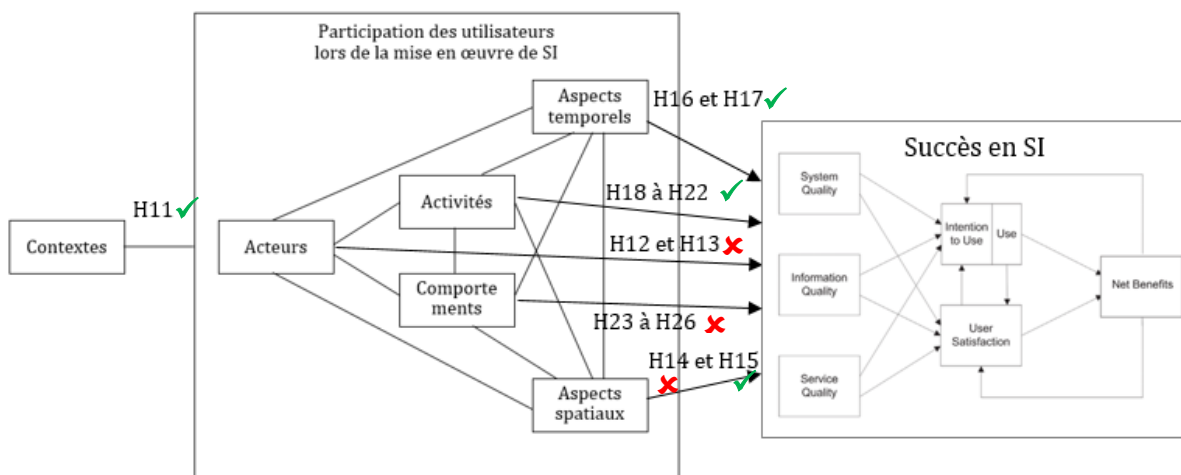 Participation des utilisateurs
lors de la mise en œuvre de SI
Aspects
temporels
H16 et H17
Succès en SI
System
Quality
Activités
H18 à H22
H11
Contextes
Acteurs
H12 et H13
Intention
to Use
Use
Information
Quality
Net Benefits
Comporte
ments
H23 à H26
User
Satisfaction
H14 et H15
Service
Quality
Aspects
spatiaux